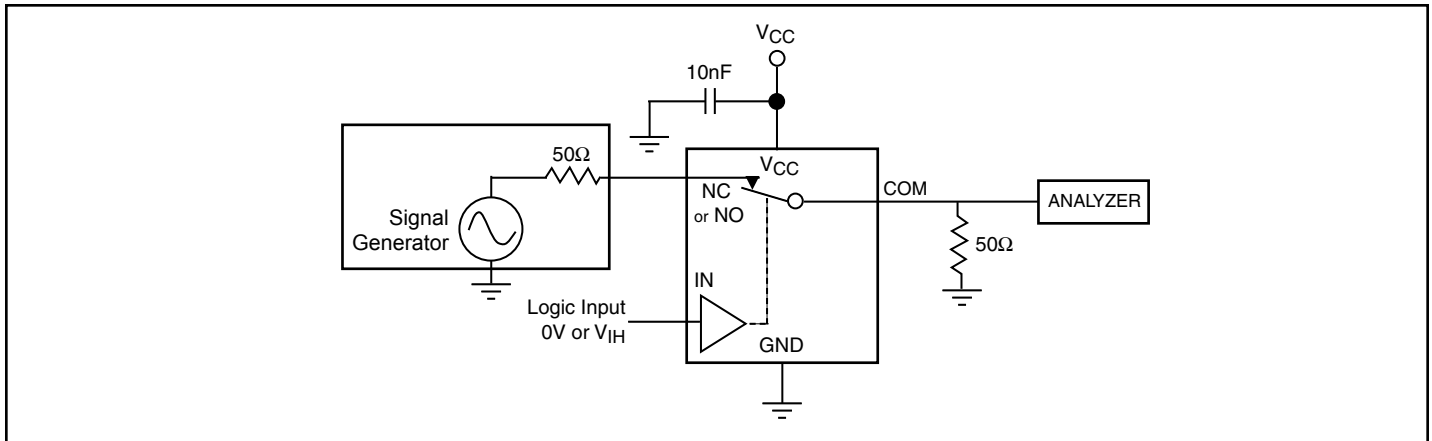 VCC
10nF
50Ω
VCC
NC
or NO
COM
ANALYZER
Signal
Generator
50Ω
IN
Logic Input
0V or VIH
GND